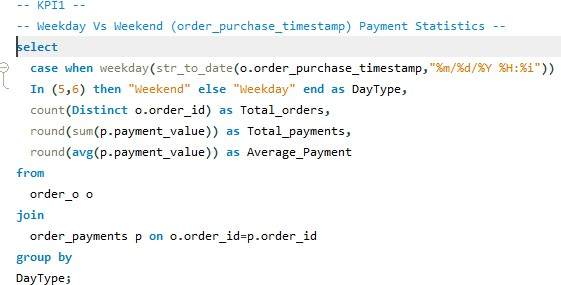 -- KPI1 --
-- Weekday Vs Weekend (order_purchase_timestamp) Payment Statistics --
select
case when weekday(str_to_date(o.order_purchase_timestamp,"%m/%d/%Y %H:%i"))
In (5,6) then "Weekend" else "Weekday" end as DayType,
count(Distinct o.order_id) as Total_orders,
round(sum(p.payment_value)) as Total_payments,
round(avg(p.payment_value)) as Average_Payment
from
order_o o
join
order_payments p on o.order_id=p.order_id
group by
DayType;